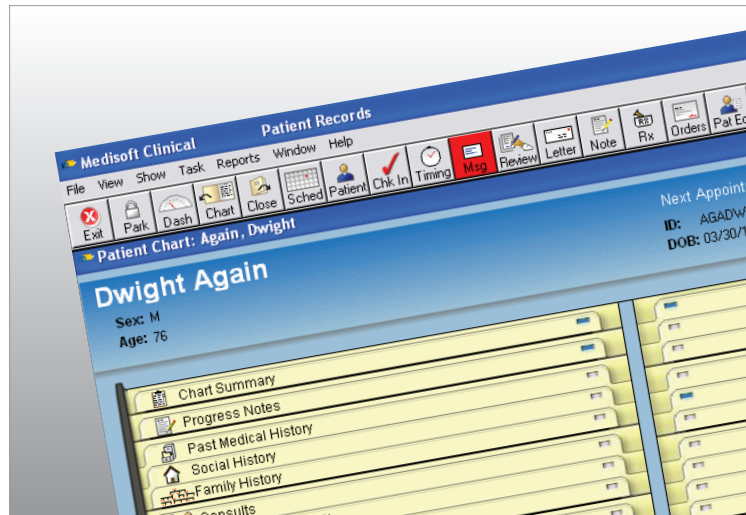 Medisoft Clinical
Patient Records
File View Show Task Reports Window Help
Exit Park Dash Chart Close Sched Patient Chk In Timing Msg Review Letter Note Rx Orders Pat Ec
Patient Chart: Again, Dwight
Dwight Again
Next Appoint
Sex: M
ID: AGADW
Age: 76
DOB: 03/30/1
Chart Summary
Progress Notes
Past Medical History
Social History
Family History
Consults